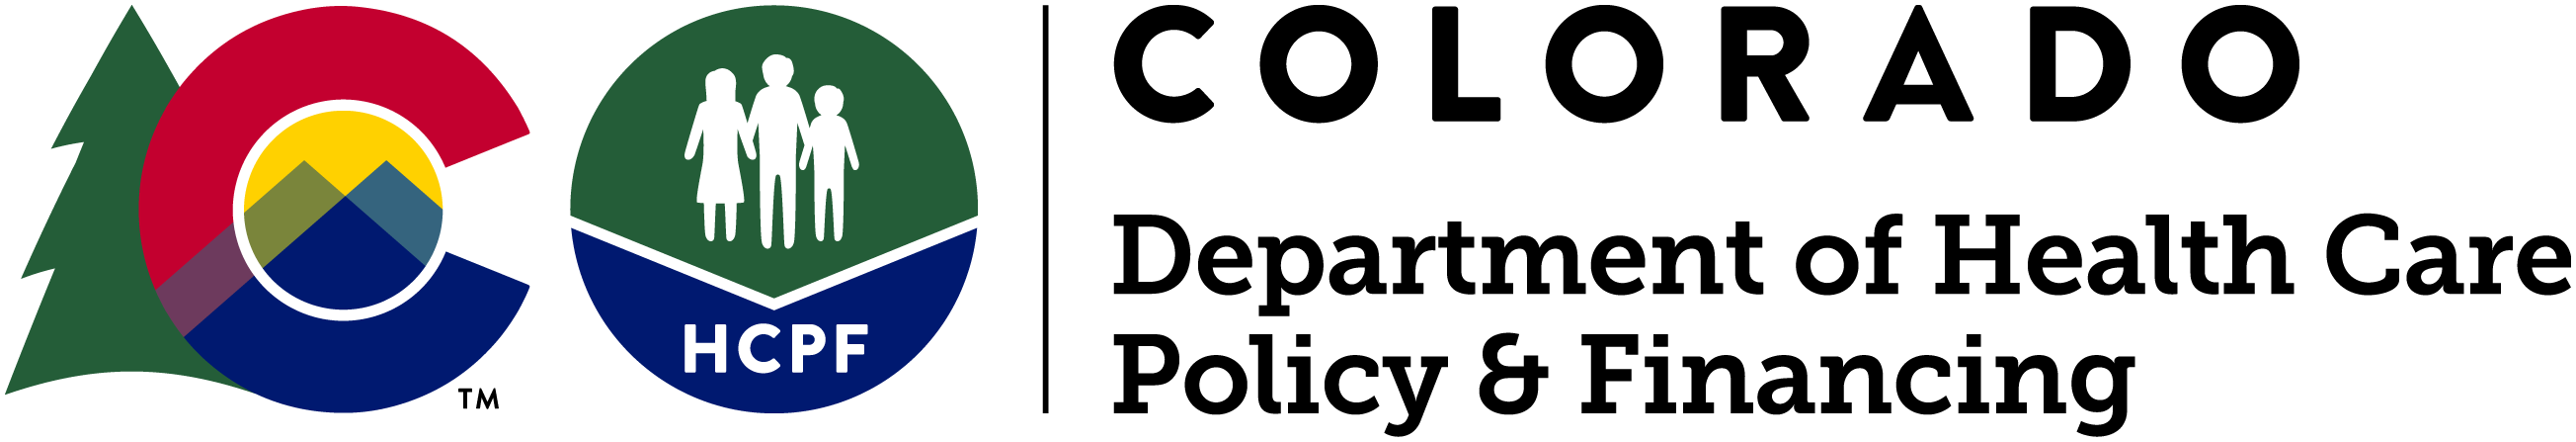 TM
HCPF
COLORADO
Department of Health Care
Policy & Financing